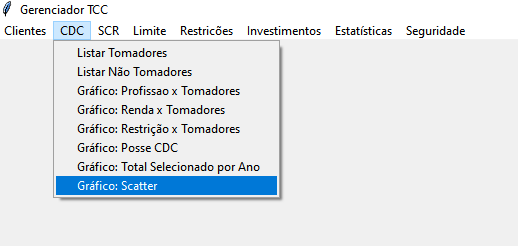 Gerenciador TCC
Clientes CDC SCR Limite Restricões Investimentos Estatísticas Seguridade
Listar Tomadores
Listar Não Tomadores
Gráfico: Profissao x Tomadores
Gráfico: Renda x Tomadores
Gráfico: Restrição x Tomadores
Gráfico: Posse CDC
Gráfico: Total Selecionado por Ano
Gráfico: Scatter